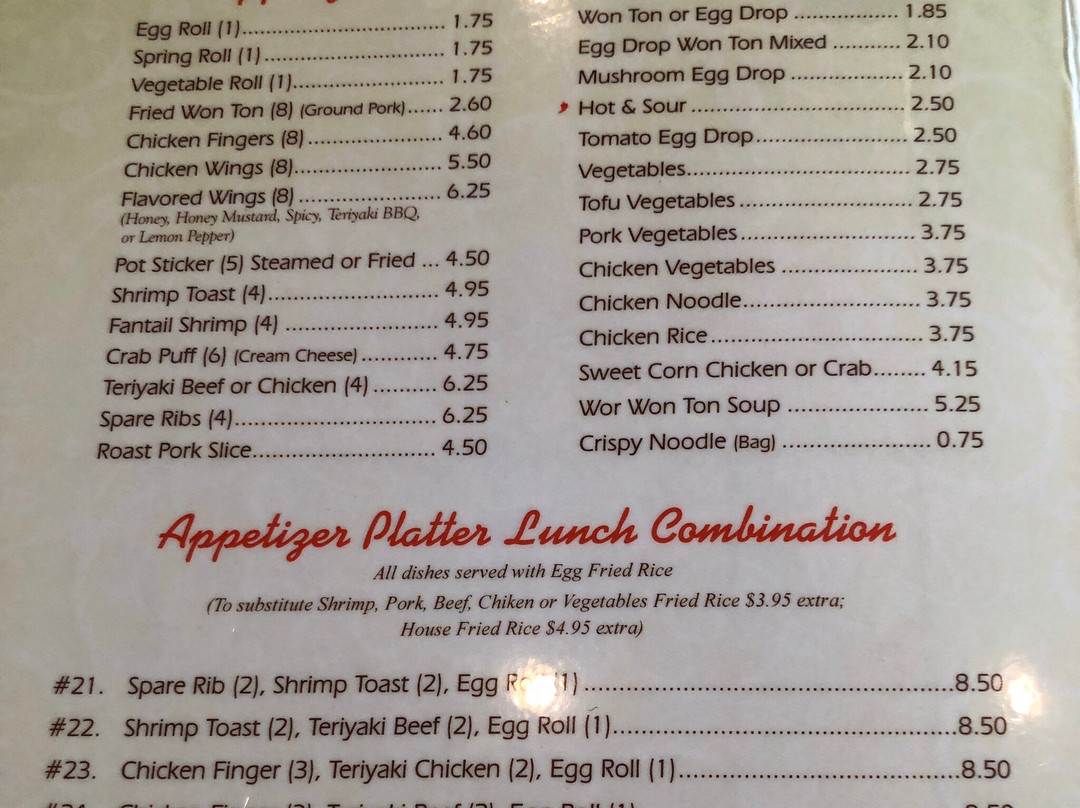 Egg Roll (1) 1.75
Spring Roll (1) 1.75
Vegetable Roll (1) 1.75
Fried Won Ton (8) (Ground Pork) 2.60
Chicken Fingers (8) 4.60
Chicken Wings (8) 5.50
Flavored Wings (8) 6.25
(Honey, Honey Mustard, Spicy, Teriyaki BBQ,
or Lemon Pepper)
Pot Sticker (5) Steamed or Fried ... 4.50
Shrimp Toast (4) 4.95
Fantail Shrimp (4) 4.95
Crab Puff (6) (Cream Cheese) 4.75
Teriyaki Beef or Chicken (4) 6.25
Spare Ribs (4) 6.25
Roast Pork Slice 4.50
Won Ton or Egg Drop 1.85
Egg Drop Won Ton Mixed 2.10
Mushroom Egg Drop 2.10
Hot & Sour 2.50
Tomato Egg Drop 2.50
Vegetables 2.75
Tofu Vegetables 2.75
Pork Vegetables 3.75
Chicken Vegetables 3.75
Chicken Noodle 3.75
Chicken Rice 3.75
Sweet Corn Chicken or Crab 4.15
Wor Won Ton Soup 5.25
Crispy Noodle (Bag) 0.75
Appetizer Platter Lunch Combination
All dishes served with Egg Fried Rice
(To substitute Shrimp, Pork, Beef, Chiken or Vegetables Fried Rice $3.95 extra;
House Fried Rice $4.95 extra)
#21. Spare Rib (2), Shrimp Toast (2), Egg Roll (1) 8.50
#22. Shrimp Toast (2), Teriyaki Beef (2), Egg Roll (1) 8.50
#23. Chicken Finger (3), Teriyaki Chicken (2), Egg Roll (1) 8.50